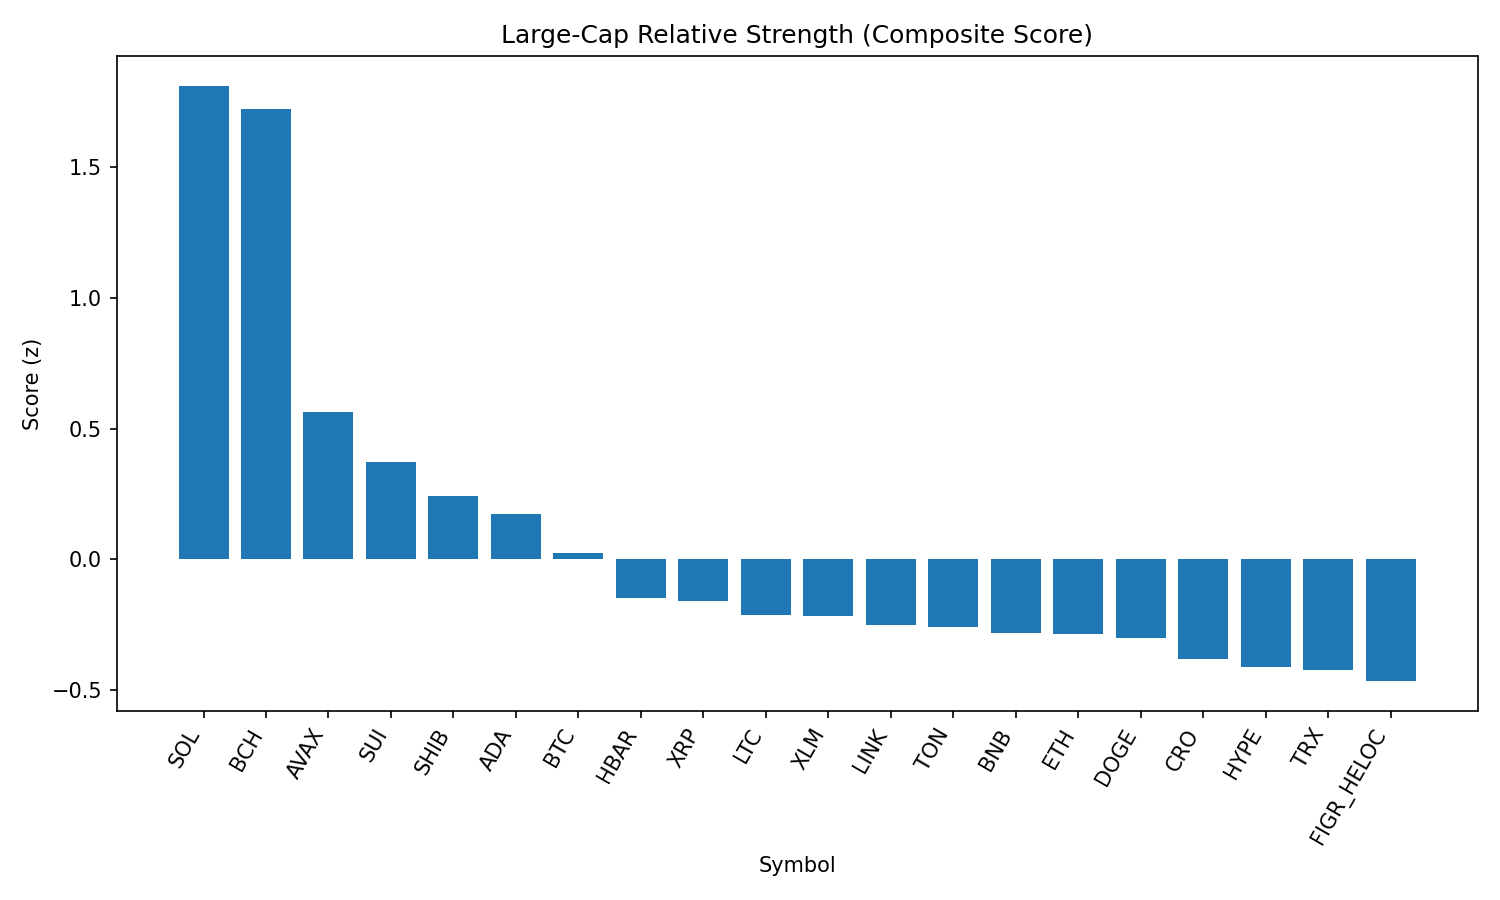 Large-Cap Relative Strength (Composite Score)
Score (z)
1.5
1.0
0.5
0.0
−0.5
SOL
BCH
AVAX
SUI
SHIB
ADA
BTC
HBAR
XRP
LTC
XLM
LINK
TON
BNB
ETH
DOGE
CRO
HYPE
TRX
FIGR_HELOC
Symbol